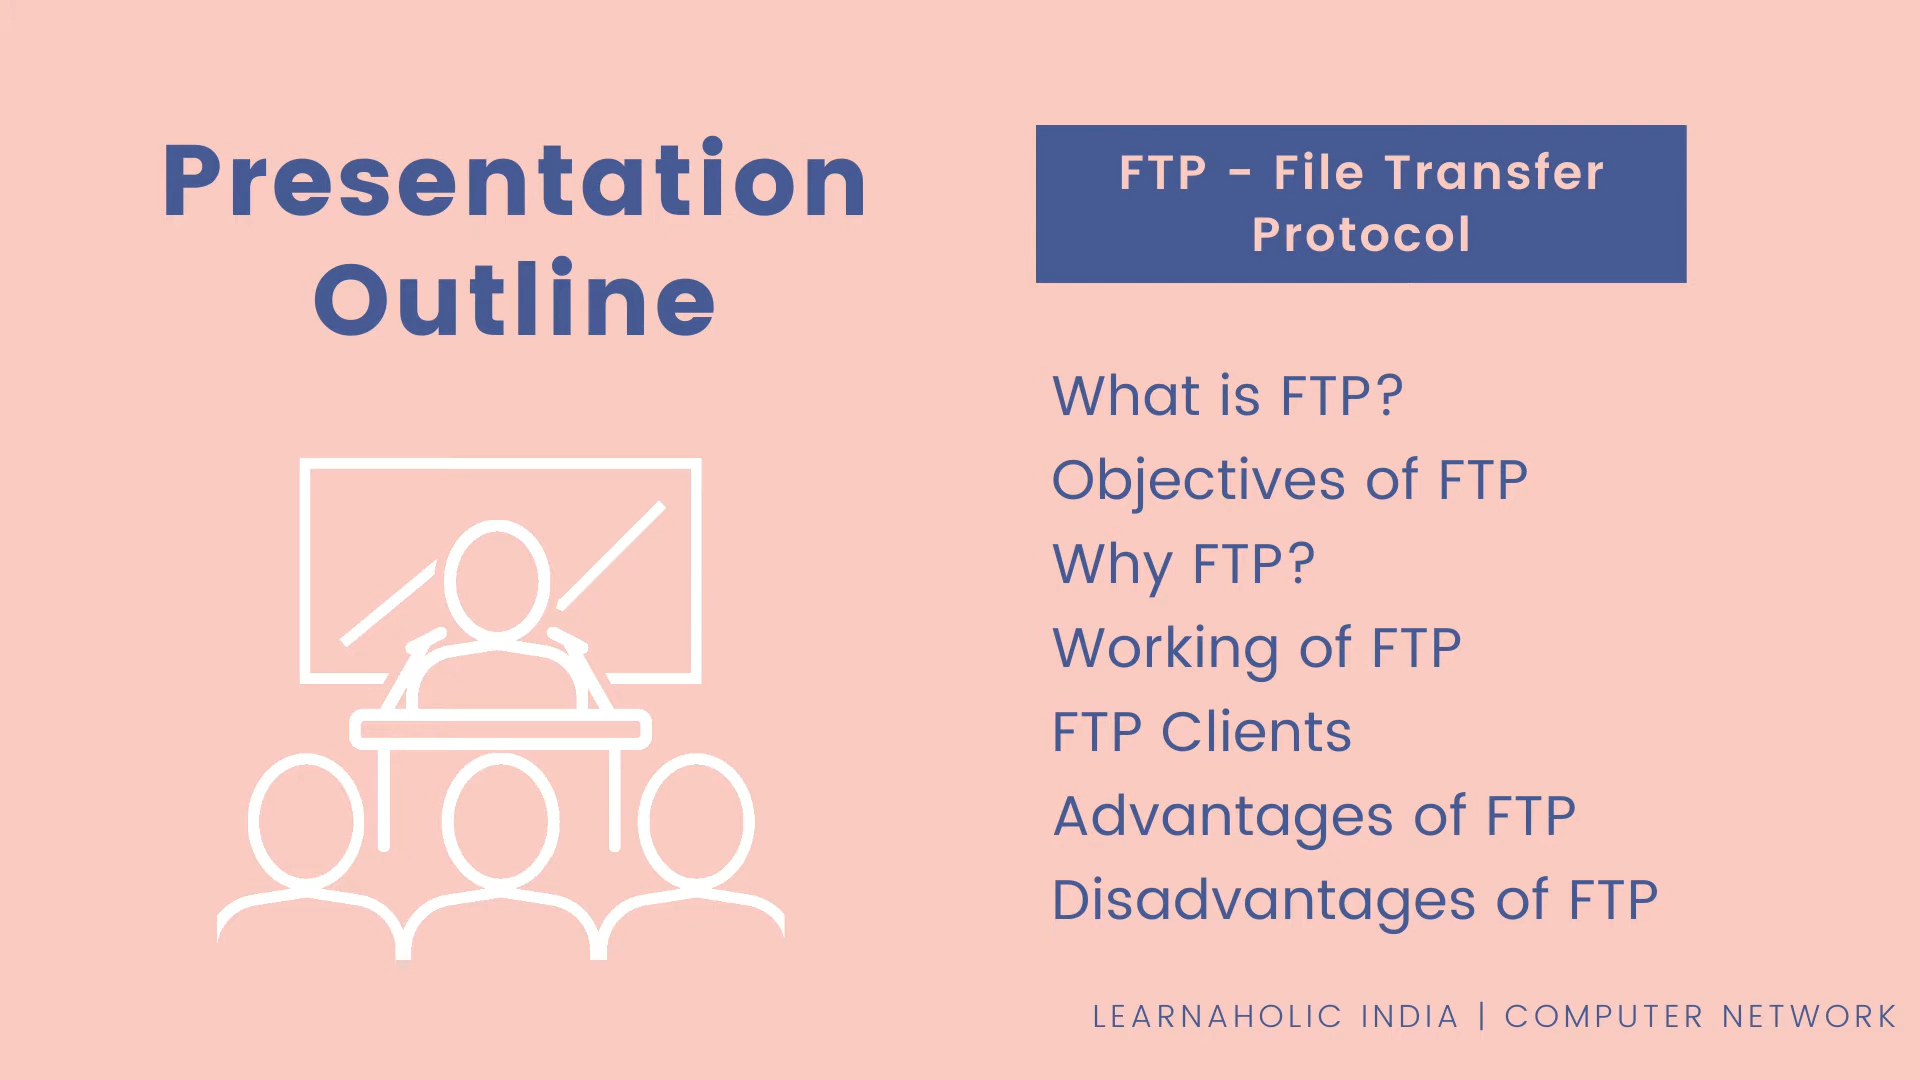 Presentation
Outline
FTP - File Transfer
Protocol
What is FTP?
Objectives of FTP
Why FTP?
Working of FTP
FTP Clients
Advantages of FTP
Disadvantages of FTP
LEARNAHOLIC INDIA | COMPUTER NETWORK